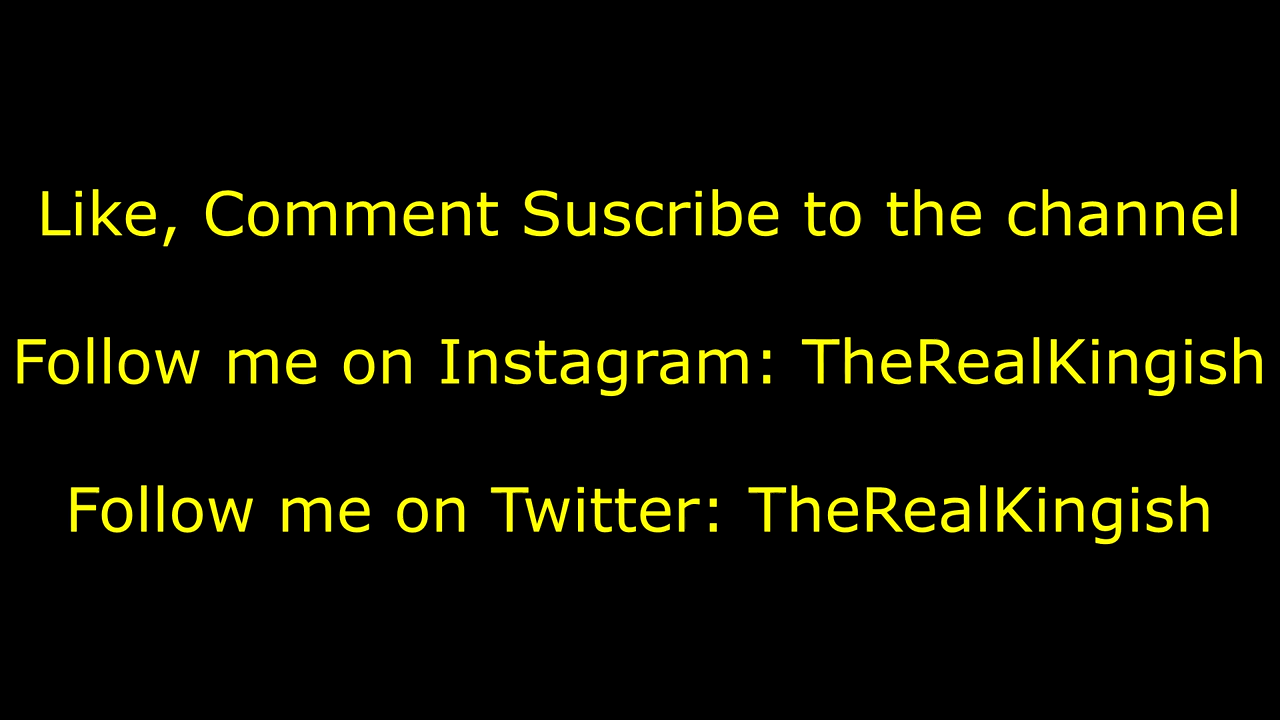 Like, Comment Suscribe to the channel
Follow me on Instagram: TheRealKingish
Follow me on Twitter: TheRealKingish